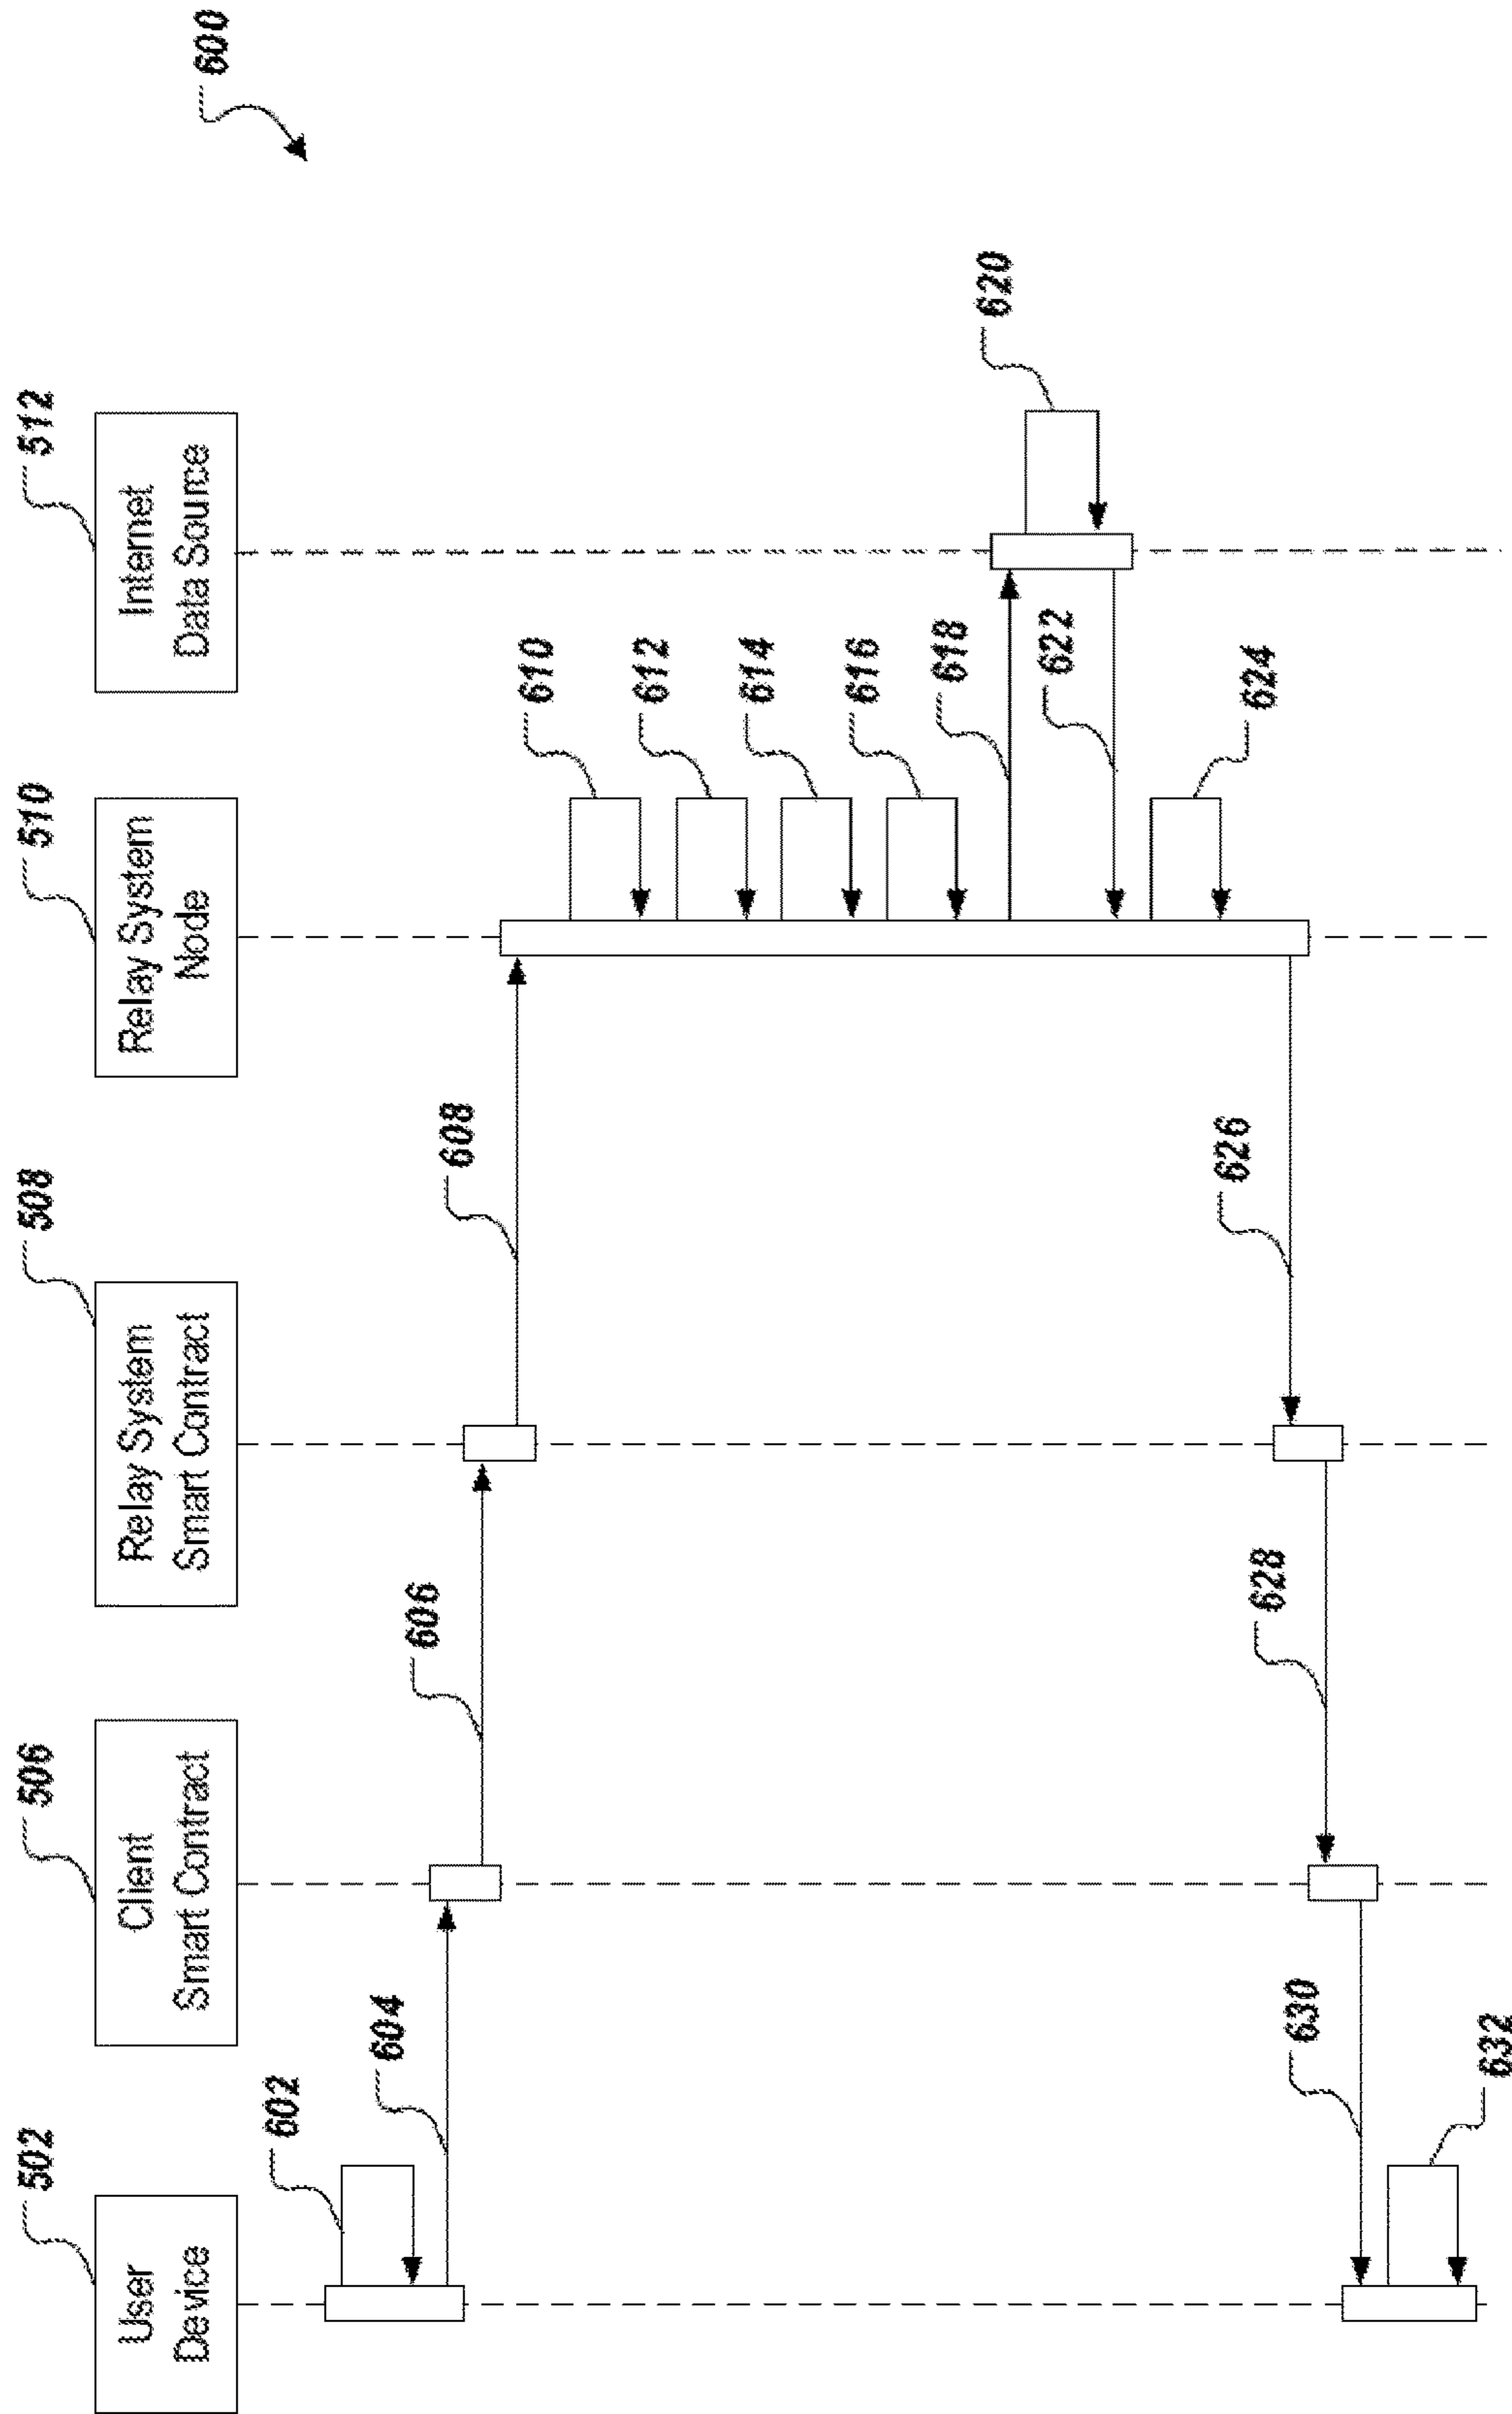 600
502
User
Device
506
Client
Smart Contract
508
Relay System
Smart Contract
510
Relay System
Node
512
Internet
Data Source
602
604
606
608
610
612
614
616
618
620
622
624
626
628
630
632